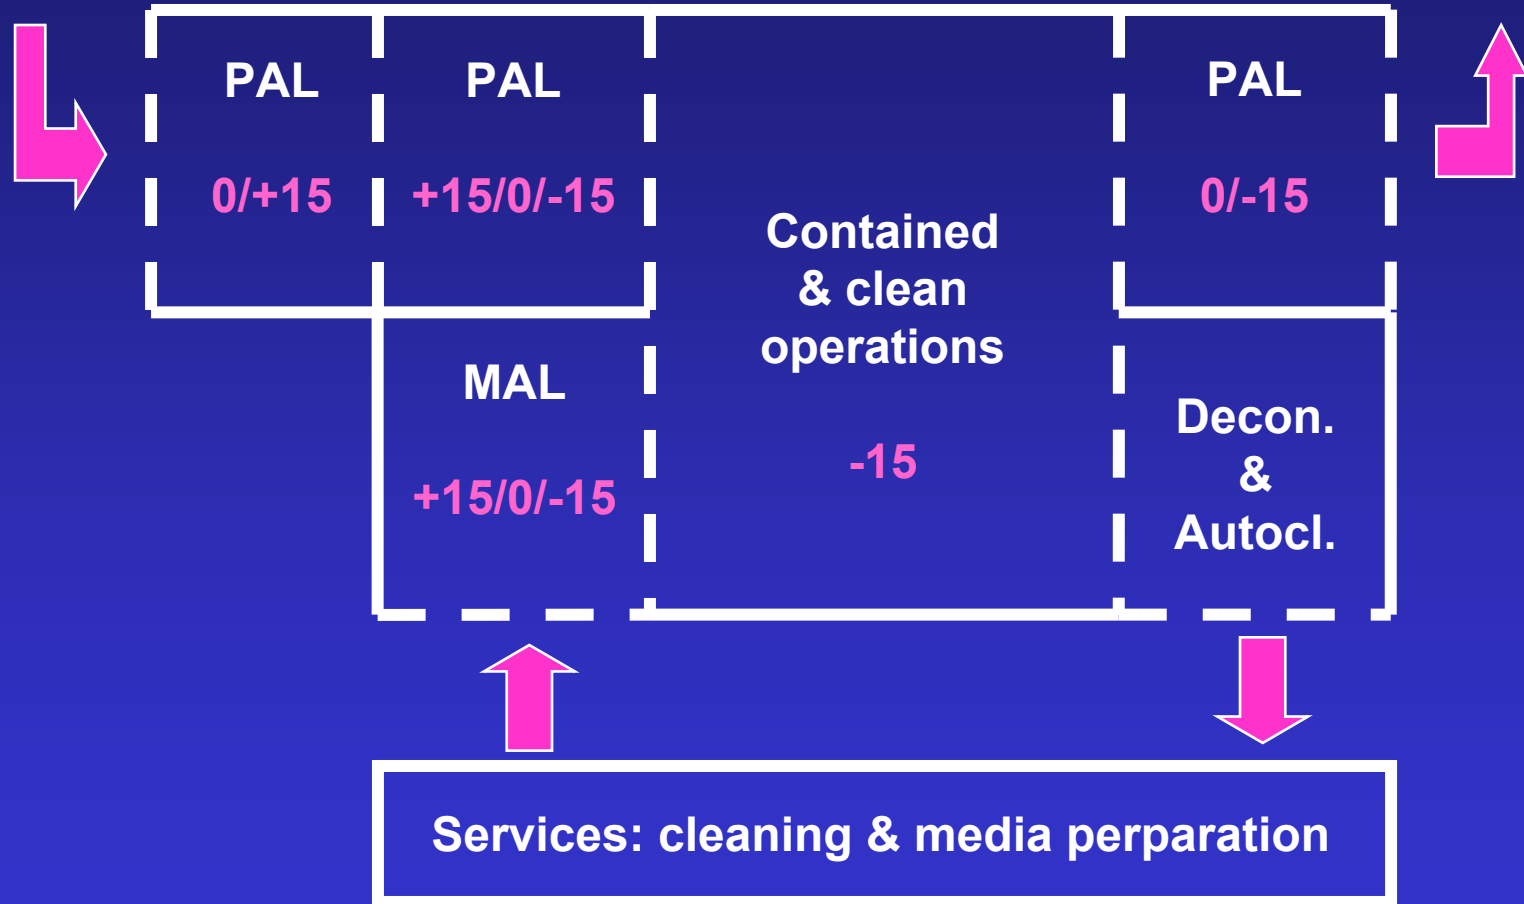 PAL
0/+15
PAL
+15/0/-15
Contained
& clean
operations
-15
PAL
0/-15
MAL
+15/0/-15
Decon.
&
Autocl.
Services: cleaning & media perparation